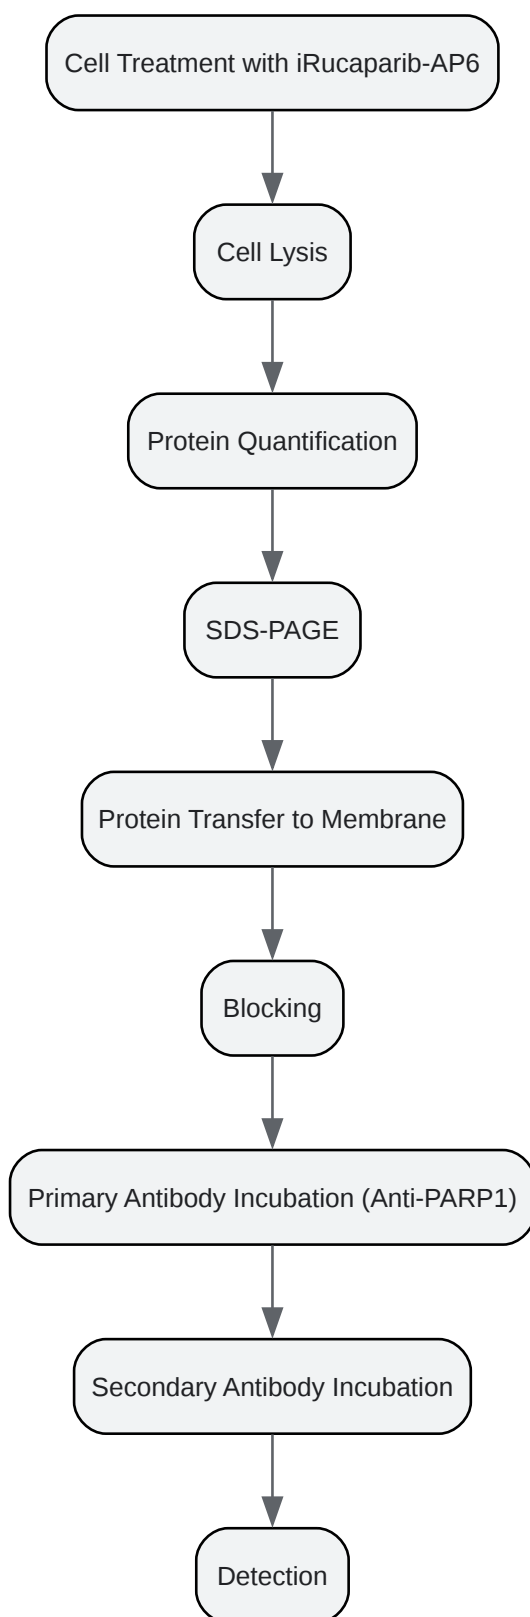 Cell Treatment with iRucaparib-AP6
Cell Lysis
Protein Quantification
SDS-PAGE
Protein Transfer to Membrane
Blocking
Primary Antibody Incubation (Anti-PARP1)
Secondary Antibody Incubation
Detection